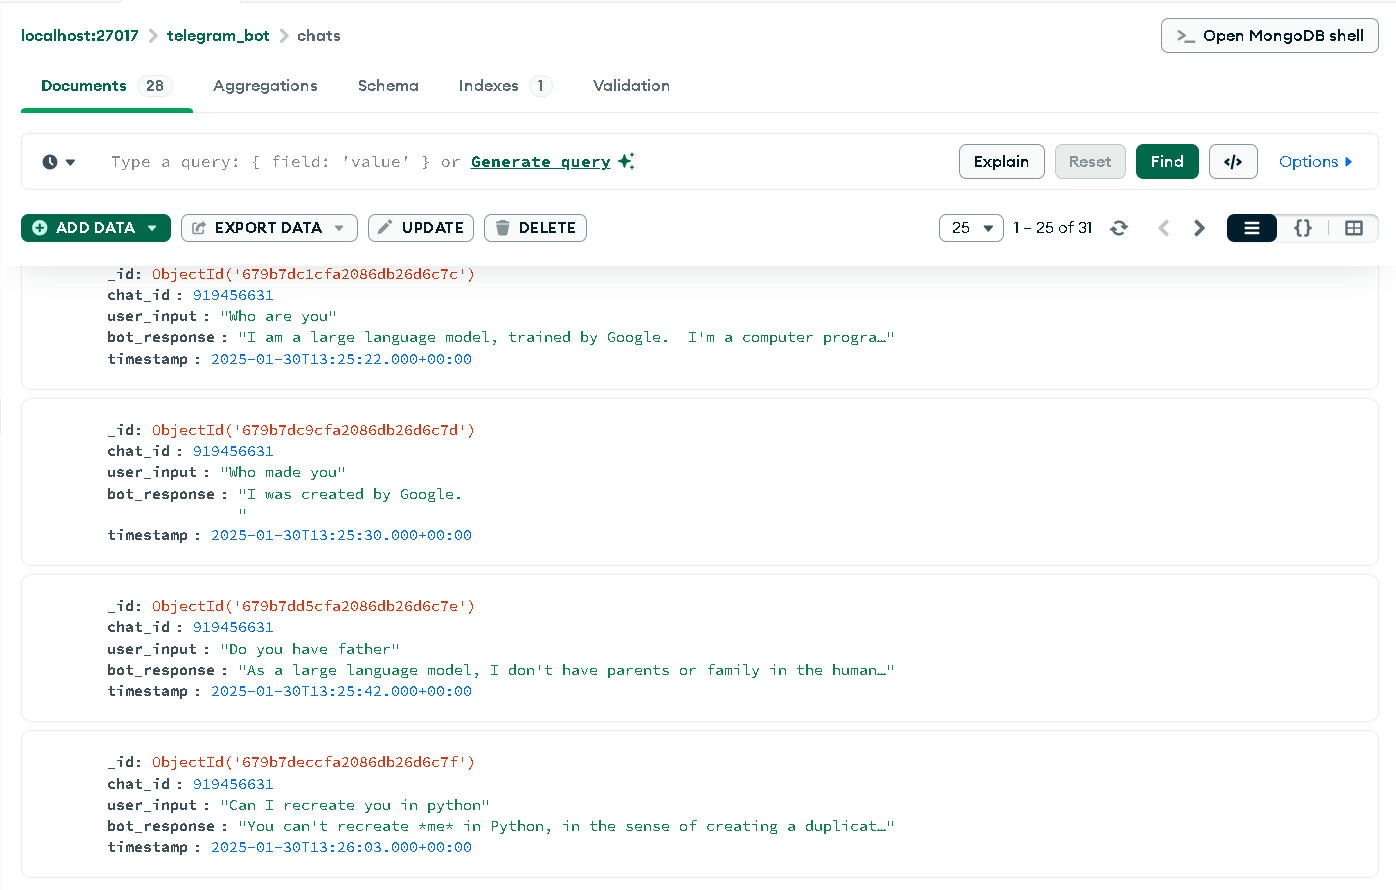 localhost:27017 > telegram_bot > chats
>_ Open MongoDB shell
Documents 28 Aggregations Schema Indexes 1 Validation
Type a query: { field: 'value' } or Generate query
Explain Reset Find </> Options
ADD DATA EXPORT DATA UPDATE DELETE
25 1 – 25 of 31 {}
_id: ObjectId('679b7dc1cfa2086db26d6c7c')
chat_id : 919456631
user_input : "Who are you"
bot_response : "I am a large language model, trained by Google.  I'm a computer progra…"
timestamp : 2025-01-30T13:25:22.000+00:00
_id: ObjectId('679b7dc9cfa2086db26d6c7d')
chat_id : 919456631
user_input : "Who made you"
bot_response : "I was created by Google.
"
timestamp : 2025-01-30T13:25:30.000+00:00
_id: ObjectId('679b7dd5cfa2086db26d6c7e')
chat_id : 919456631
user_input : "Do you have father"
bot_response : "As a large language model, I don't have parents or family in the human…"
timestamp : 2025-01-30T13:25:42.000+00:00
_id: ObjectId('679b7deccfa2086db26d6c7f')
chat_id : 919456631
user_input : "Can I recreate you in python"
bot_response : "You can't recreate *me* in Python, in the sense of creating a duplicat…"
timestamp : 2025-01-30T13:26:03.000+00:00